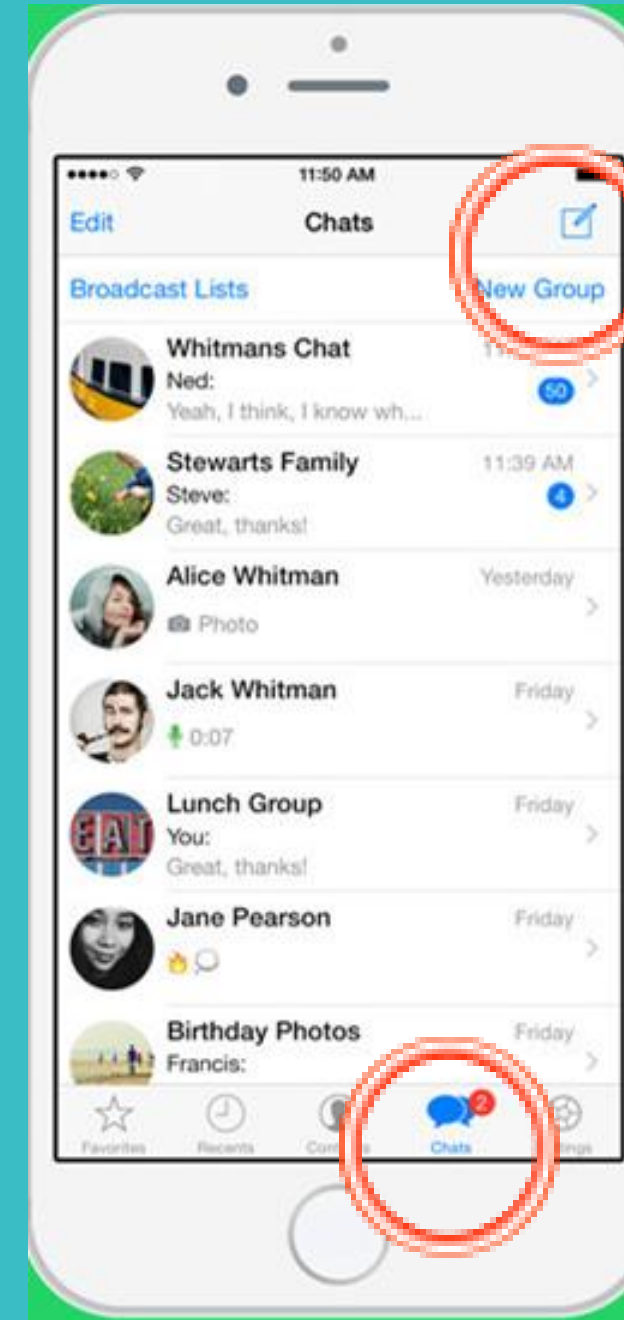 11:50 AM
Edit Chats
Broadcast Lists New Group
Whitmans Chat
Ned:
Yeah, I think, I know wh...
50
Stewarts Family 11:39 AM
Steve:
4
Great, thanks!
Alice Whitman Yesterday
Photo
Jack Whitman Friday
0:07
Lunch Group Friday
EAT
You:
Great, thanks!
Jane Pearson Friday
Birthday Photos Friday
Francis:
2
Favorites Recents Chats